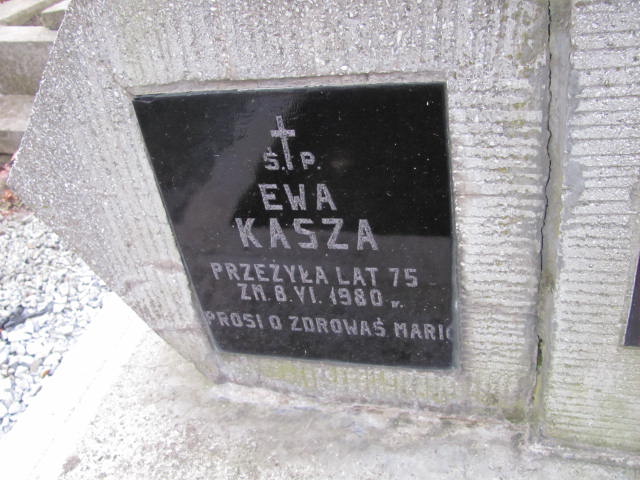 Ś. P.
EWA
KASZA
PRZEŻYŁA LAT 75
ZM. 8. VI. 1980 R.
PROSI O ZDROWAŚ MARIO